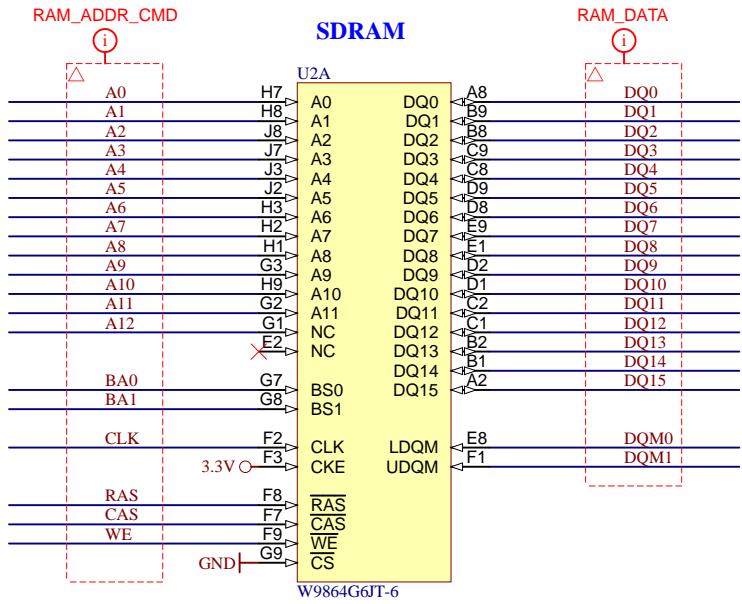 RAM_ADDR_CMD SDRAM RAM_DATA
i i
U2A
A0 H7 A0 DQ0 A8 DQ0
A1 H8 A1 DQ1 B9 DQ1
A2 J8 A2 DQ2 B8 DQ2
A3 J7 A3 DQ3 C9 DQ3
A4 J3 A4 DQ4 C8 DQ4
A5 J2 A5 DQ5 D9 DQ5
A6 H3 A6 DQ6 D8 DQ6
A7 H2 A7 DQ7 E9 DQ7
A8 H1 A8 DQ8 E1 DQ8
A9 G3 A9 DQ9 D2 DQ9
A10 H9 A10 DQ10 D1 DQ10
A11 G2 A11 DQ11 C2 DQ11
A12 G1 NC DQ12 C1 DQ12
E2 NC DQ13 B2 DQ13
DQ14 B1 DQ14
BA0 G7 BS0 DQ15 A2 DQ15
BA1 G8 BS1
CLK F2 CLK LDQM E8 DQM0
3.3V F3 CKE UDQM F1 DQM1
RAS F8 RAS
CAS F7 CAS
WE F9 WE
GND G9 CS
W9864G6JT-6